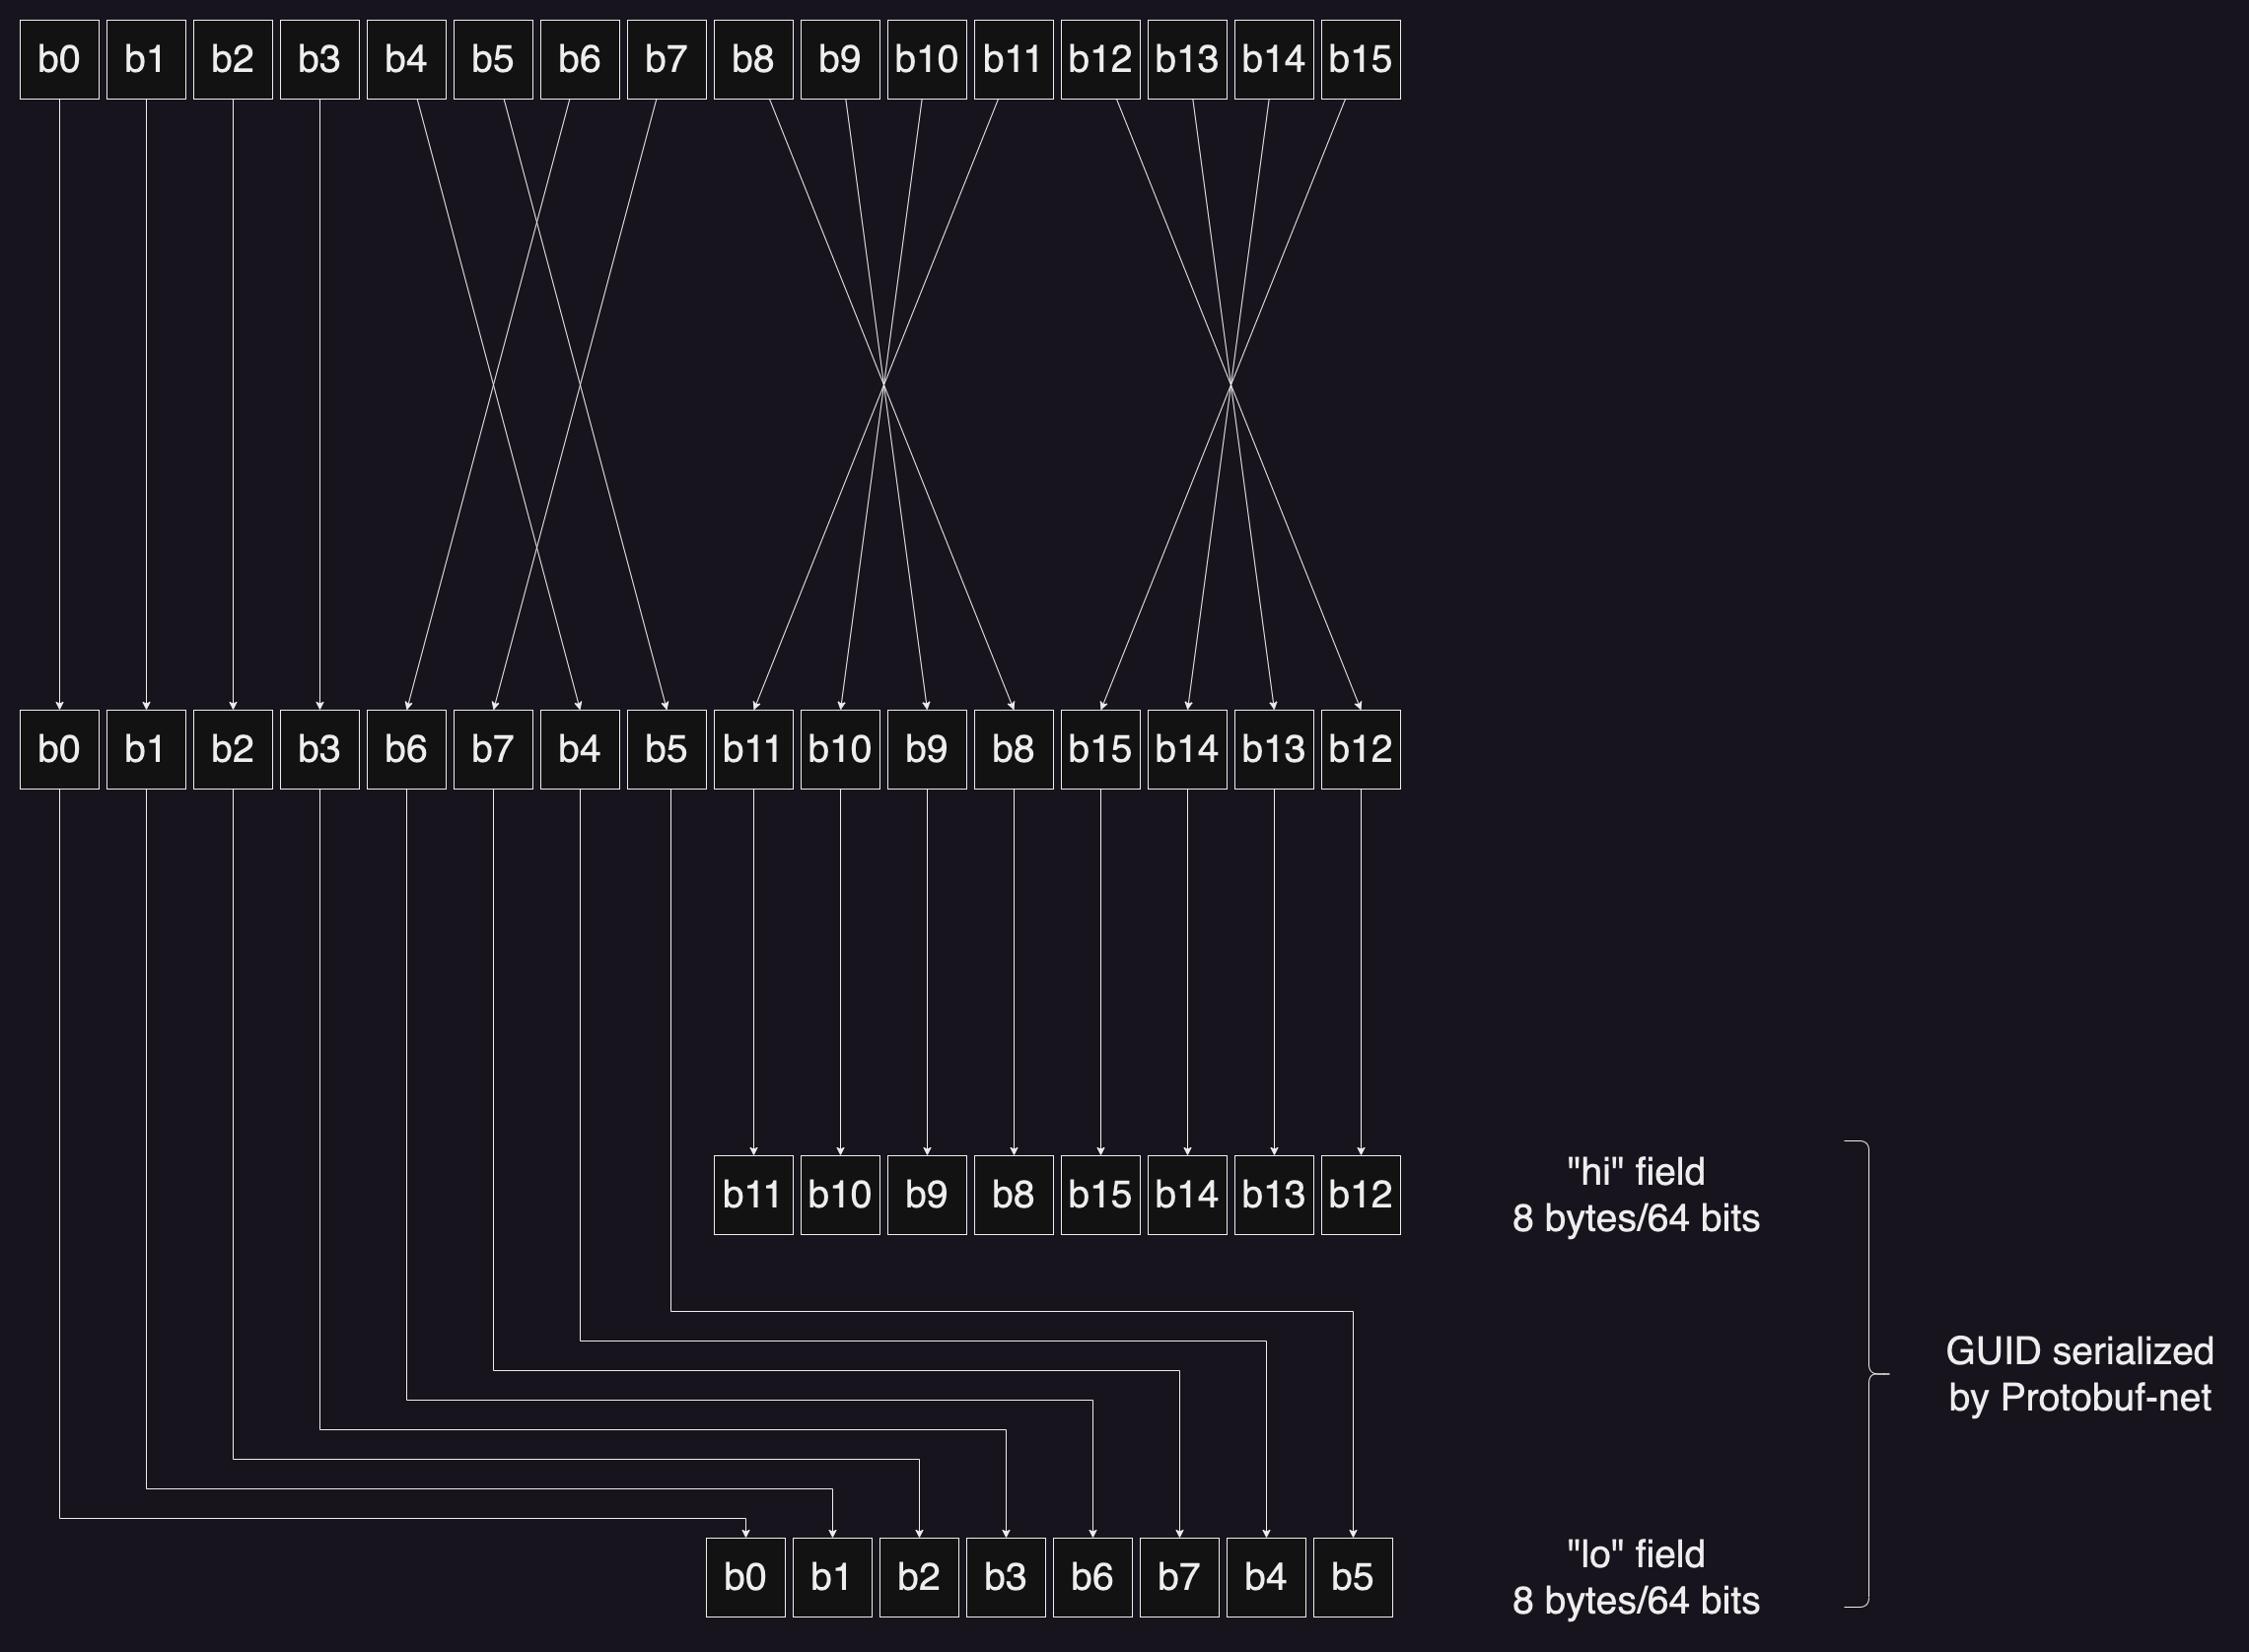 b0 b1 b2 b3 b4 b5 b6 b7 b8 b9 b10 b11 b12 b13 b14 b15
b0 b1 b2 b3 b6 b7 b4 b5 b11 b10 b9 b8 b15 b14 b13 b12
b11 b10 b9 b8 b15 b14 b13 b12
"hi" field
8 bytes/64 bits
GUID serialized
by Protobuf-net
b0 b1 b2 b3 b6 b7 b4 b5
"lo" field
8 bytes/64 bits